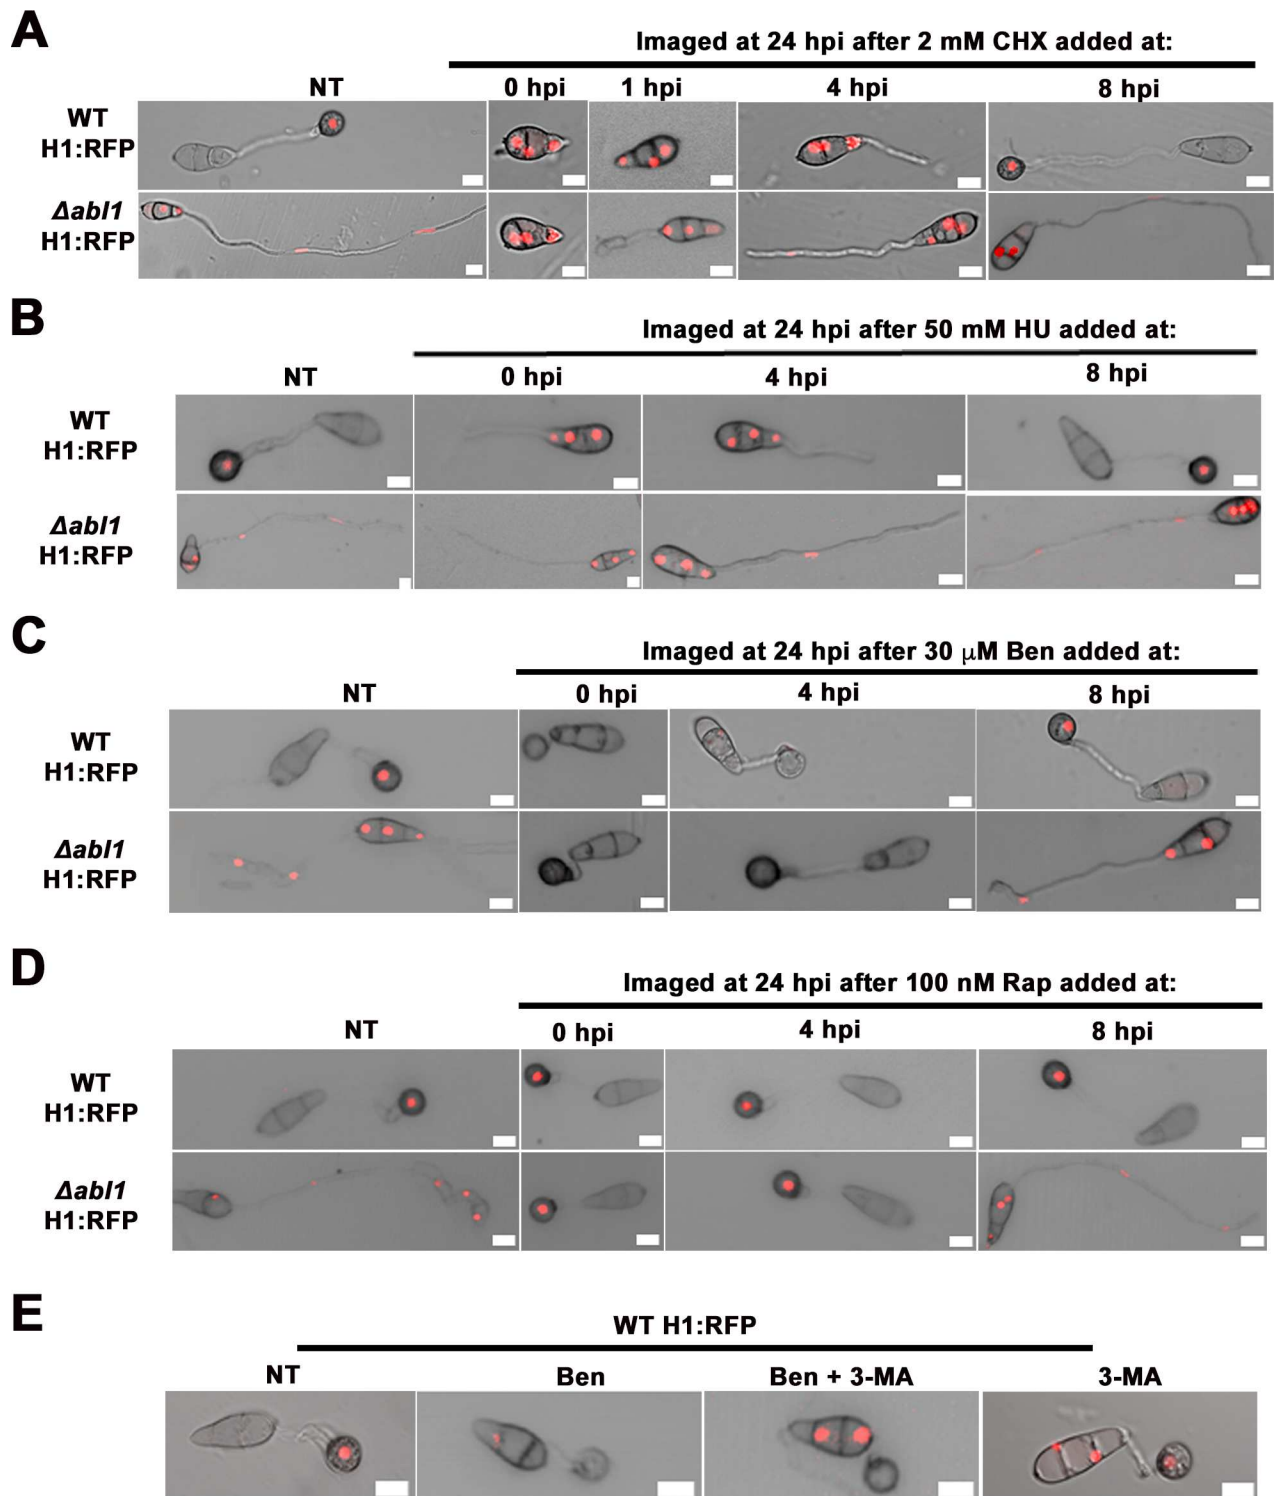 A
Imaged at 24 hpi after 2 mM CHX added at:
NT
0 hpi
1 hpi
4 hpi
8 hpi
WT
H1:RFP
Δabl1
H1:RFP
B
Imaged at 24 hpi after 50 mM HU added at:
NT
0 hpi
4 hpi
8 hpi
WT
H1:RFP
Δabl1
H1:RFP
C
Imaged at 24 hpi after 30 μM Ben added at:
NT
0 hpi
4 hpi
8 hpi
WT
H1:RFP
Δabl1
H1:RFP
D
Imaged at 24 hpi after 100 nM Rap added at:
NT
0 hpi
4 hpi
8 hpi
WT
H1:RFP
Δabl1
H1:RFP
E
WT H1:RFP
NT
Ben
Ben + 3-MA
3-MA